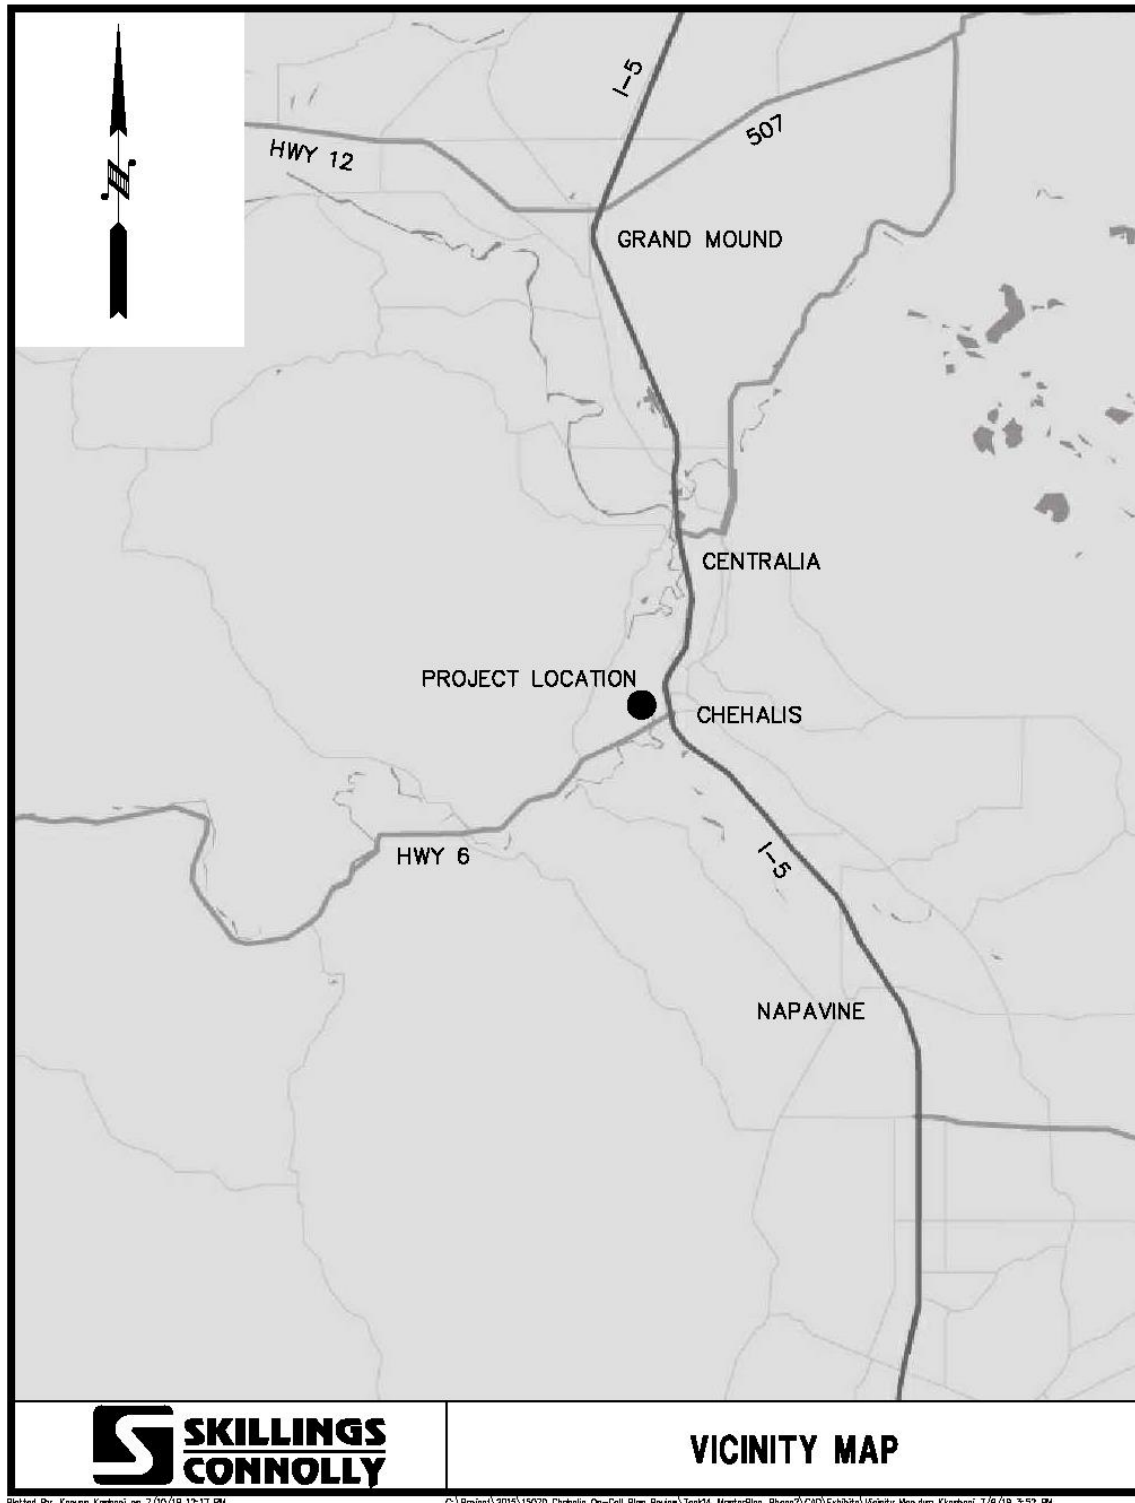 I-5
507
HWY 12
GRAND MOUND
CENTRALIA
PROJECT LOCATION
CHEHALIS
HWY 6
I-5
NAPAVINE
SKILLINGS
CONNOLLY
VICINITY MAP